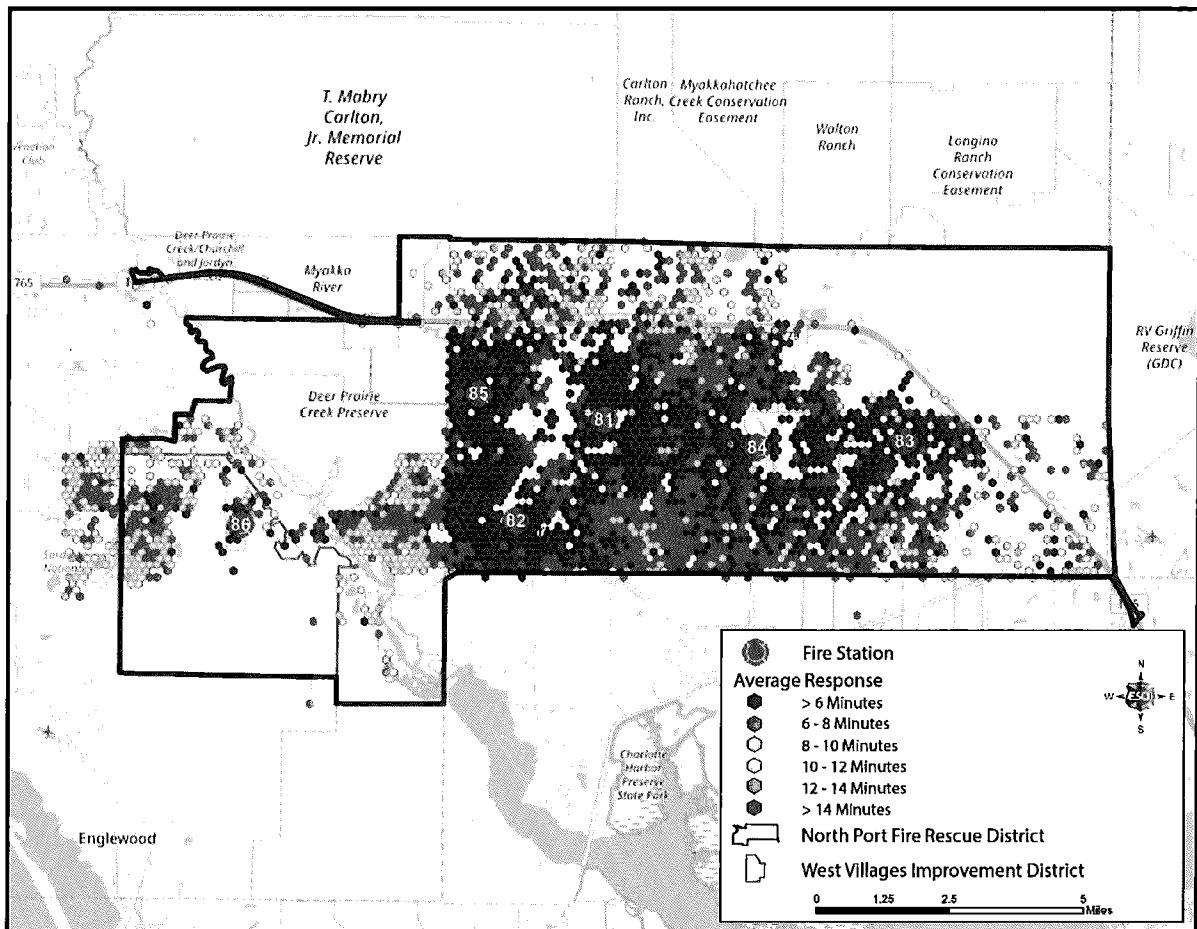 T. Mabry
Carlton,
Jr. Memorial
Reserve
Carlton
Ranch,
Inc.
Myakkahatchee
Creek Conservation
Easement
Walton
Ranch
Longino
Ranch
Conservation
Easement
Venetian
Club
Deer Prairie
Creek/Churchill
and Jordyn
Myakka
River
765
RV Griffin
Reserve
(GDC)
Deer Prairie
Creek Preserve
85
81
84
83
82
86
Charlotte
Harbor
Preserve
State Park
Englewood
Fire Station
Average Response
> 6 Minutes
6 - 8 Minutes
8 - 10 Minutes
10 - 12 Minutes
12 - 14 Minutes
> 14 Minutes
North Port Fire Rescue District
West Villages Improvement District
0 1.25 2.5 5
Miles
N
W E
S